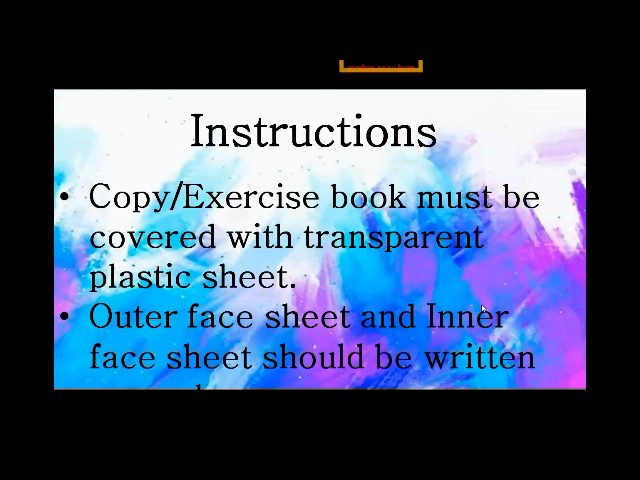 Instructions
• Copy/Exercise book must be
covered with transparent
plastic sheet.
• Outer face sheet and Inner
face sheet should be written